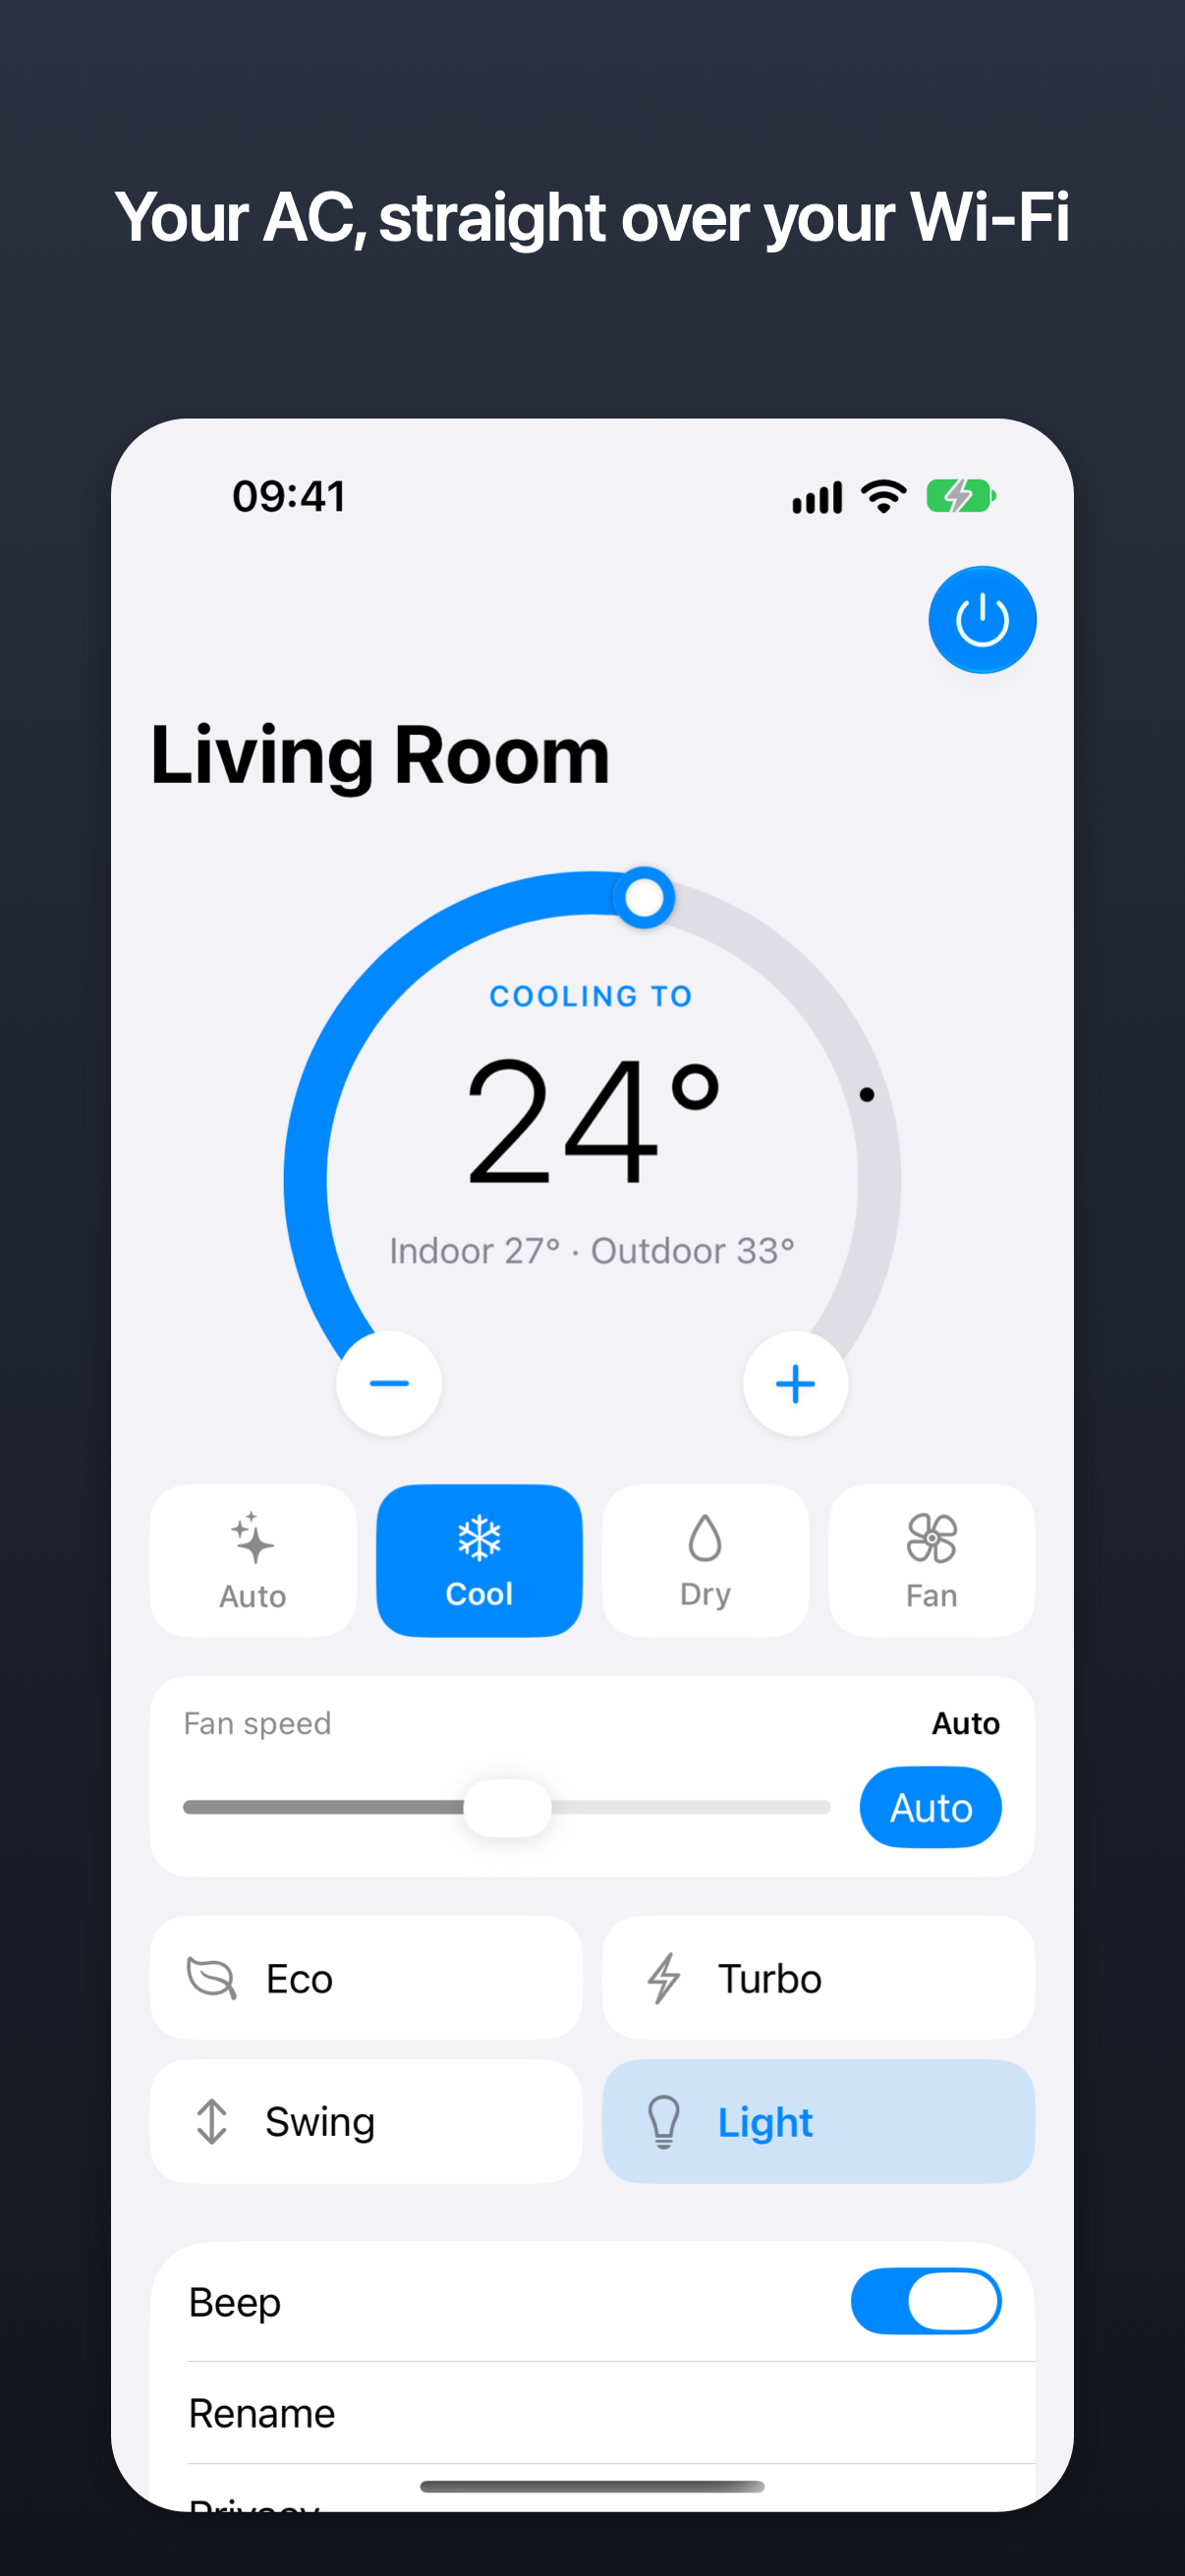 Your AC, straight over your Wi-Fi
09:41
Living Room
COOLING TO
24°
Indoor 27° · Outdoor 33°
Auto
Cool
Dry
Fan
Fan speed
Auto
Auto
Eco
Turbo
Swing
Light
Beep
Rename
Privacy